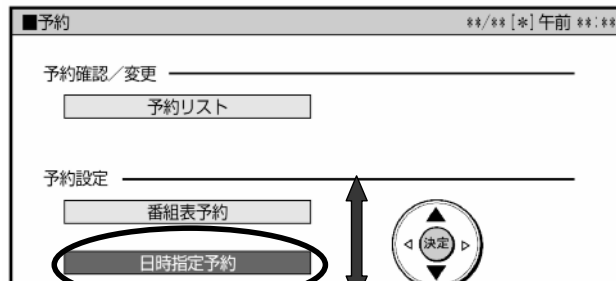 ■予約 **/**[*]午前 **:**
予約確認／変更
予約リスト
予約設定
番組表予約
決定
日時指定予約